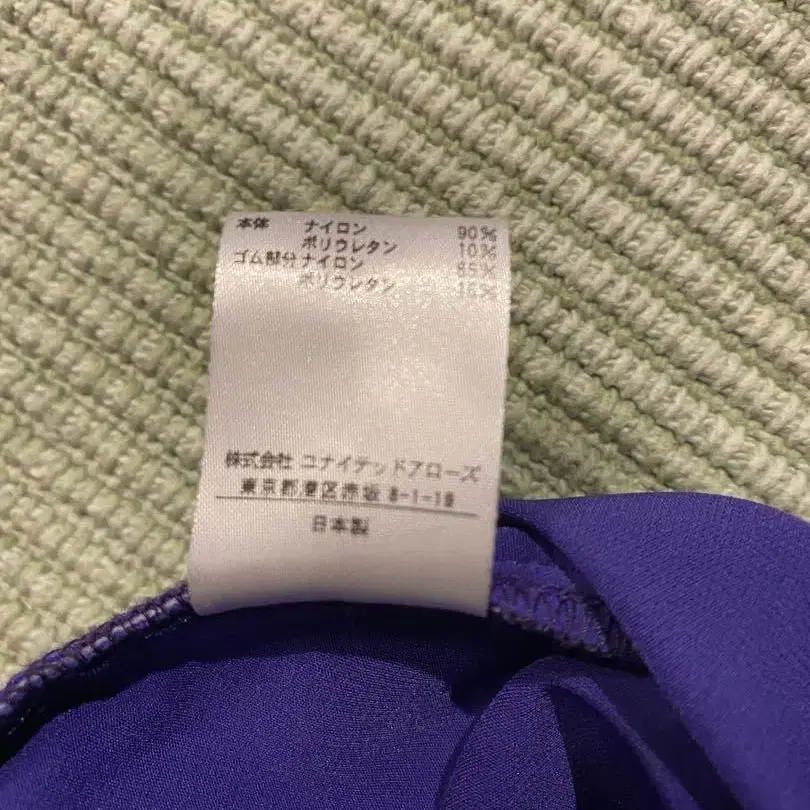 本体 ナイロン 90%
ポリウレタン 10%
ゴム部分 ナイロン 85%
ポリウレタン 15%
株式会社 ユナイテッドアローズ
東京都港区赤坂 8-1-19
日本製